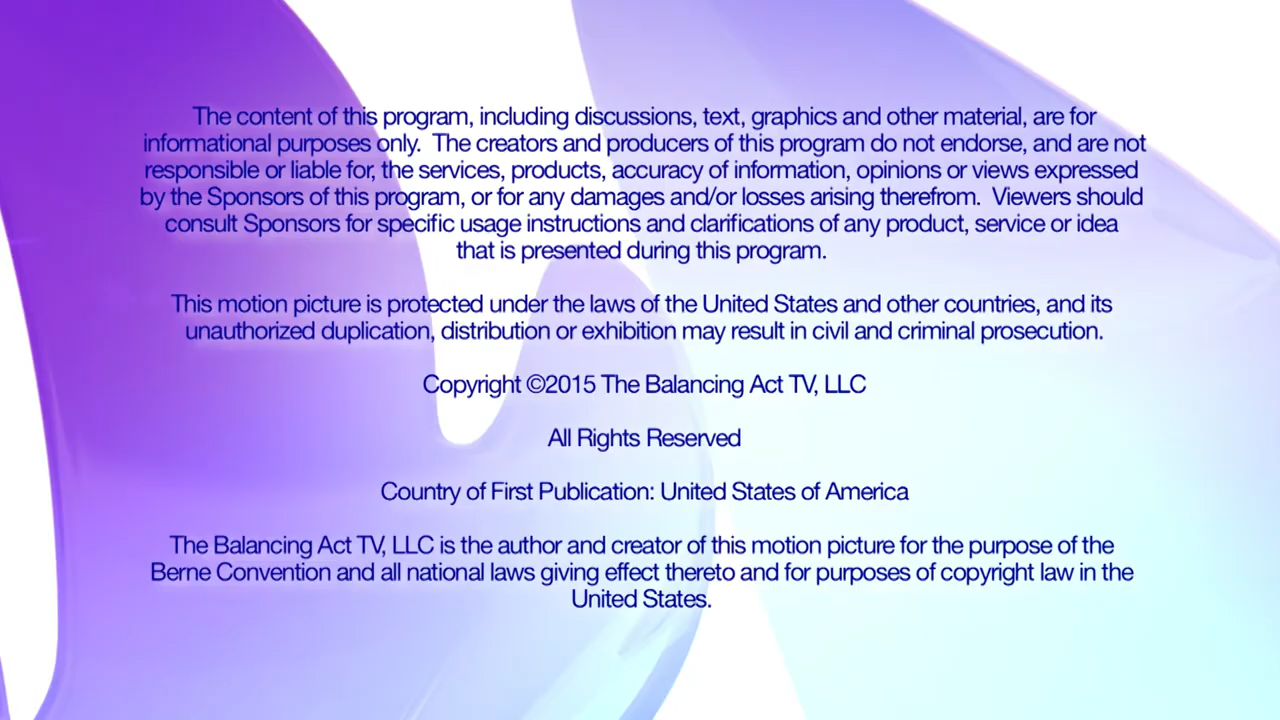 The content of this program, including discussions, text, graphics and other material, are for
informational purposes only.  The creators and producers of this program do not endorse, and are not
responsible or liable for, the services, products, accuracy of information, opinions or views expressed
by the Sponsors of this program, or for any damages and/or losses arising therefrom.  Viewers should
consult Sponsors for specific usage instructions and clarifications of any product, service or idea
that is presented during this program.
This motion picture is protected under the laws of the United States and other countries, and its
unauthorized duplication, distribution or exhibition may result in civil and criminal prosecution.
Copyright ©2015 The Balancing Act TV, LLC
All Rights Reserved
Country of First Publication: United States of America
The Balancing Act TV, LLC is the author and creator of this motion picture for the purpose of the
Berne Convention and all national laws giving effect thereto and for purposes of copyright law in the
United States.